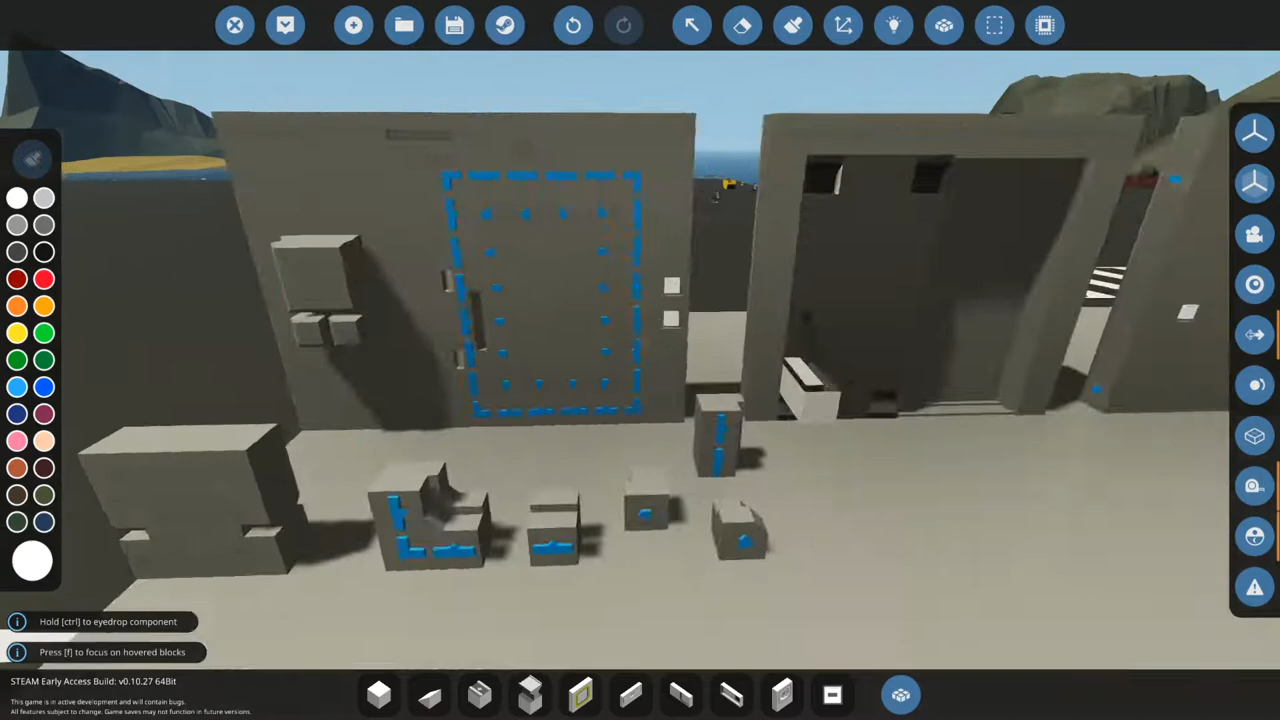 Hold [ctrl] to eyedrop component
Press [f] to focus on hovered blocks
STEAM Early Access Build: v0.10.27 64Bit
This game is in active development and will contain bugs.
All features subject to change. Game saves may not function in future versions.